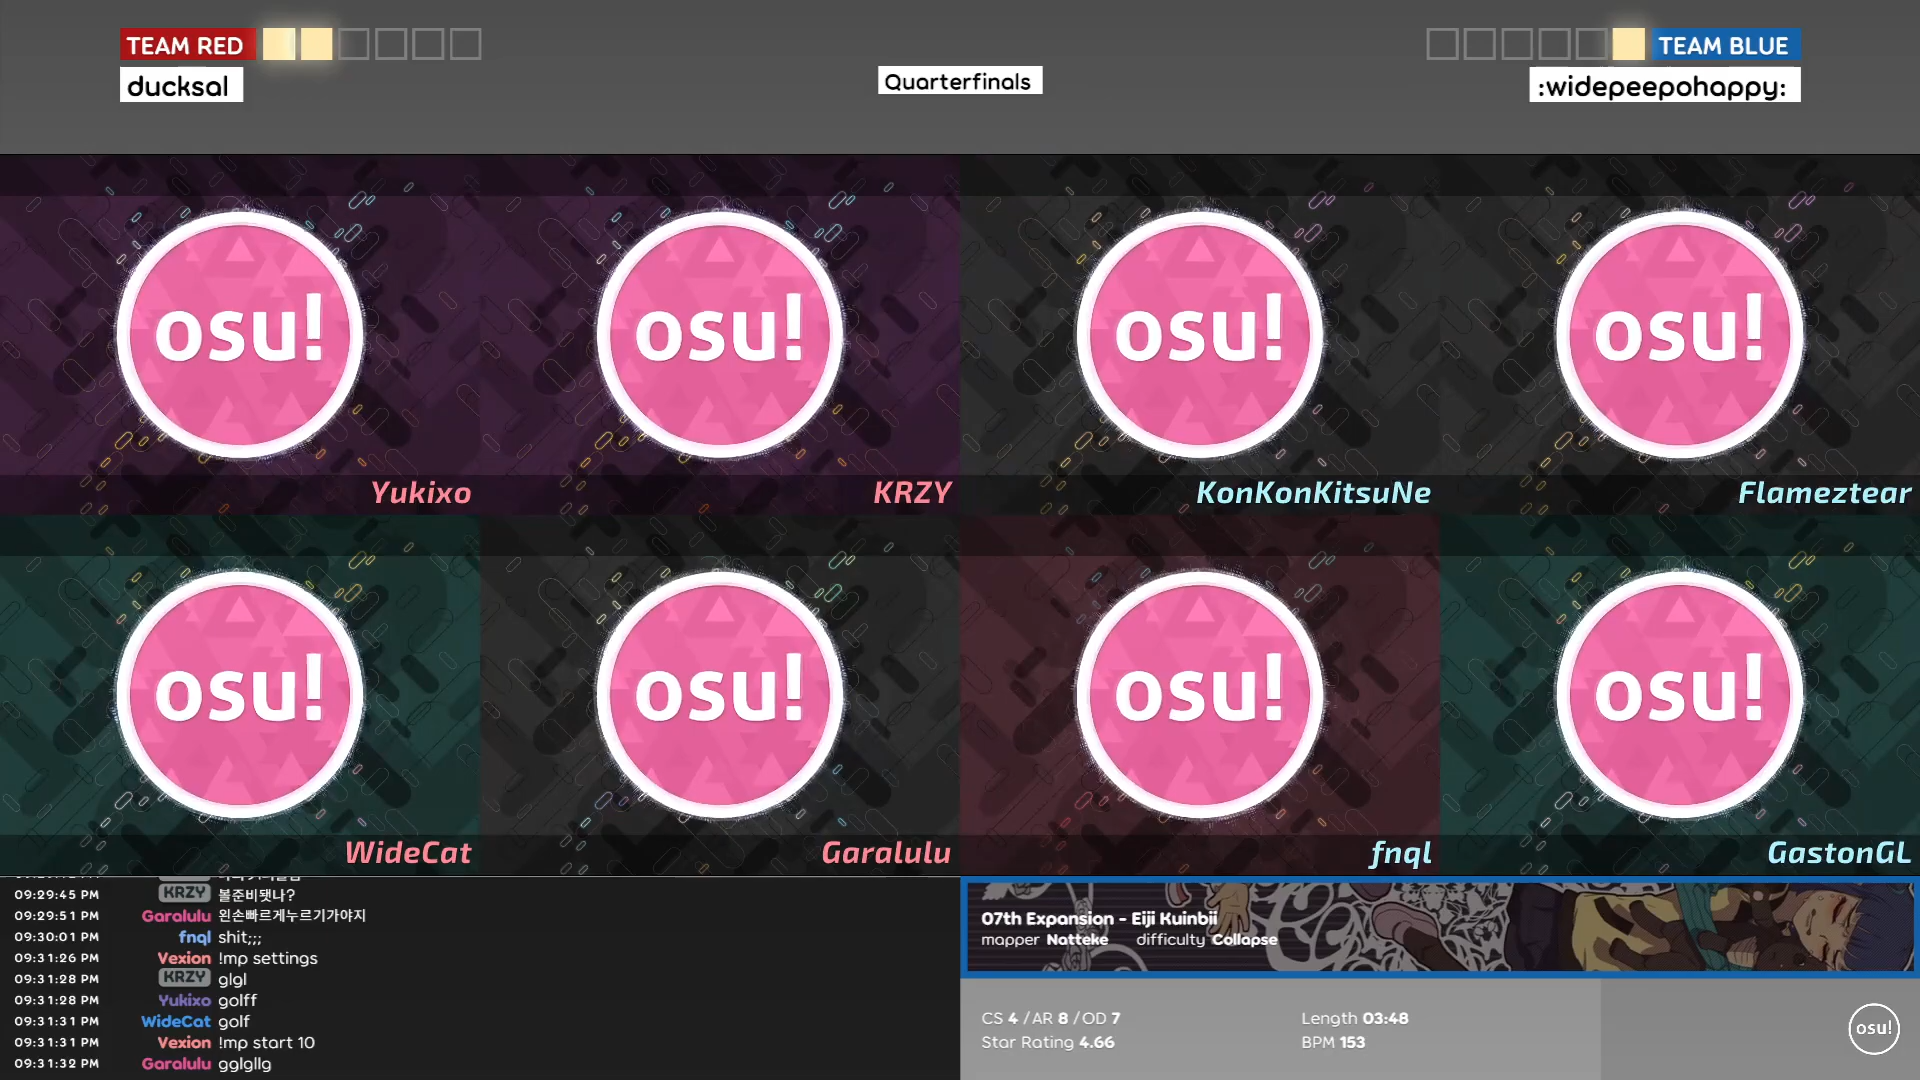 TEAM RED
ducksal
Quarterfinals
TEAM BLUE
:widepeepohappy:
osu!
osu!
osu!
osu!
Yukixo
KRZY
KonKonKitsuNe
Flameztear
osu!
osu!
osu!
osu!
WideCat
Garalulu
fnql
GastonGL
09:29:45 PM KRZY 볼준비됏나?
09:29:51 PM Garalulu 왼손빠르게누르기가야지
09:30:01 PM fnql shit;;;
09:31:26 PM Vexion !mp settings
09:31:28 PM KRZY glgl
09:31:28 PM Yukixo golff
09:31:31 PM WideCat golf
09:31:31 PM Vexion !mp start 10
09:31:32 PM Garalulu gglgllg
07th Expansion - Eiji Kuinbii
mapper Natteke difficulty Collapse
CS 4 / AR 8 / OD 7
Star Rating 4.66
Length 03:48
BPM 153
osu!